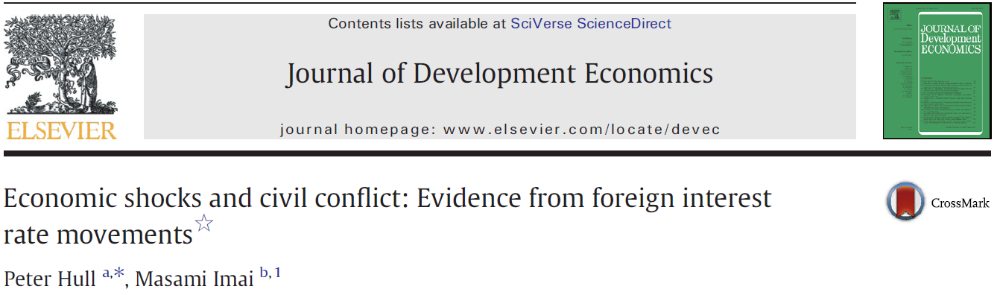 Contents lists available at SciVerse ScienceDirect
Journal of Development Economics
journal homepage: www.elsevier.com/locate/devec
ELSEVIER
JOURNAL OF
Development
ECONOMICS
Economic shocks and civil conflict: Evidence from foreign interest
rate movements☆
CrossMark
Peter Hull a,*, Masami Imai b,1